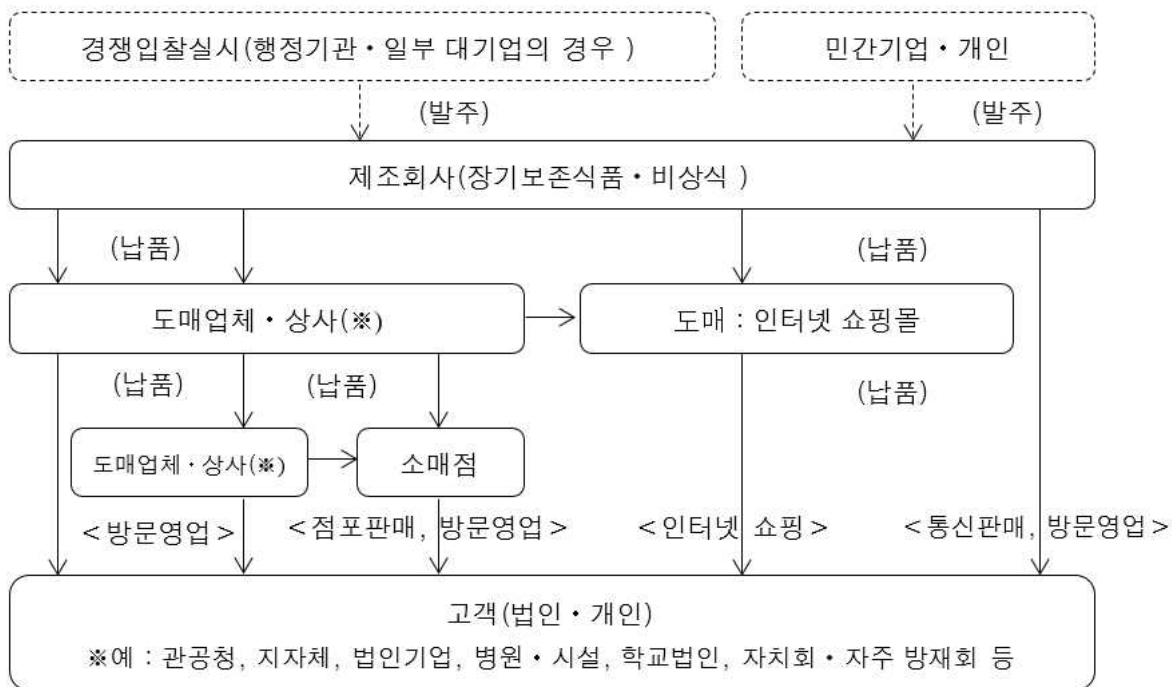 경쟁입찰실시(행정기관・일부 대기업의 경우 )
민간기업・개인
(발주)
(발주)
제조회사(장기보존식품・비상식 )
(납품)
(납품)
도매업체・상사(※)
도매 : 인터넷 쇼핑몰
(납품)
(납품)
(납품)
도매업체・상사(※)
소매점
<방문영업>
<점포판매, 방문영업>
<인터넷 쇼핑>
<통신판매, 방문영업>
고객(법인・개인)
※예 : 관공청, 지자체, 법인기업, 병원・시설, 학교법인, 자치회・자주 방재회 등